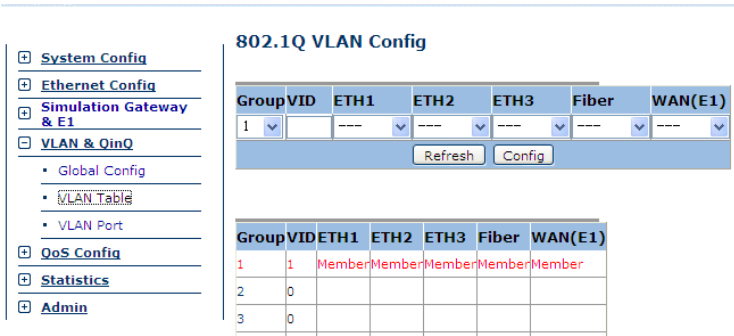 System Config
Ethernet Config
Simulation Gateway
& E1
VLAN & QinQ
Global Config
VLAN Table
VLAN Port
QoS Config
Statistics
Admin
802.1Q VLAN Config
Group VID ETH1 ETH2 ETH3 Fiber WAN(E1)
1 --- --- --- --- ---
Refresh Config
Group VID ETH1 ETH2 ETH3 Fiber WAN(E1)
1 1 Member Member Member Member Member
2 0
3 0